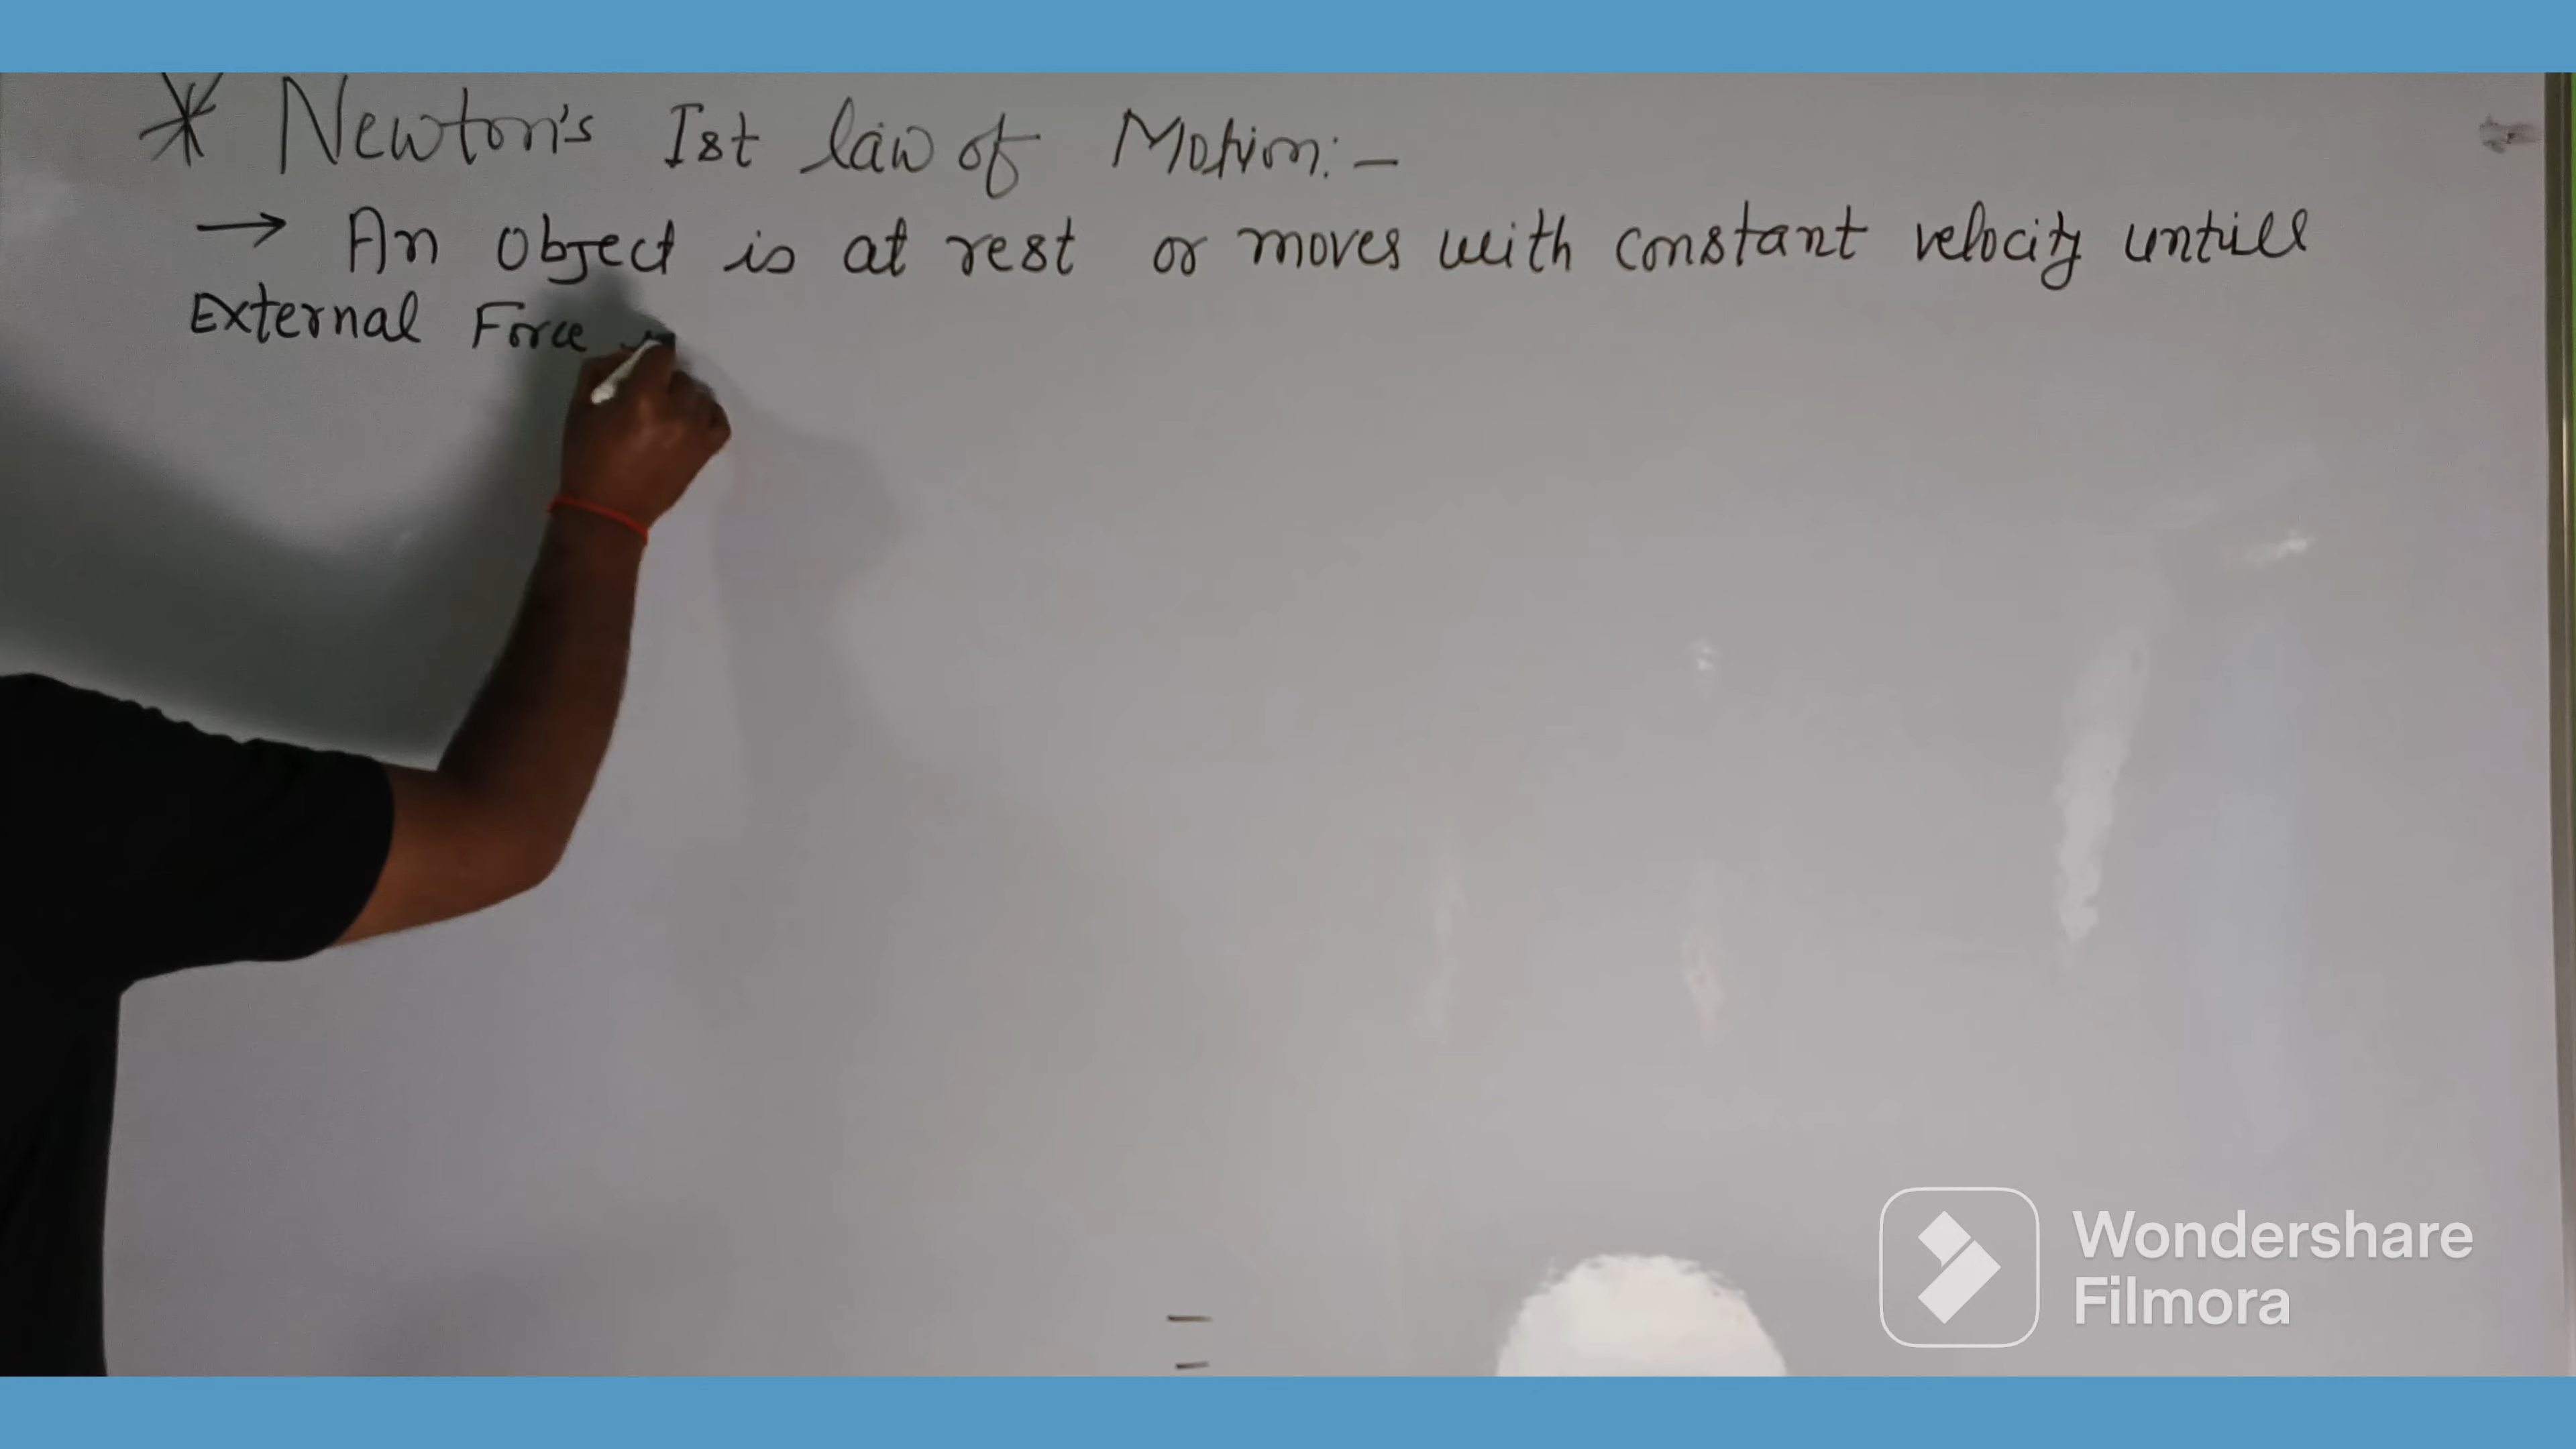 * Newton's Ist law of Motion:-
→ An Object is at rest or moves with constant velocity untill
External Force
Wondershare
Filmora